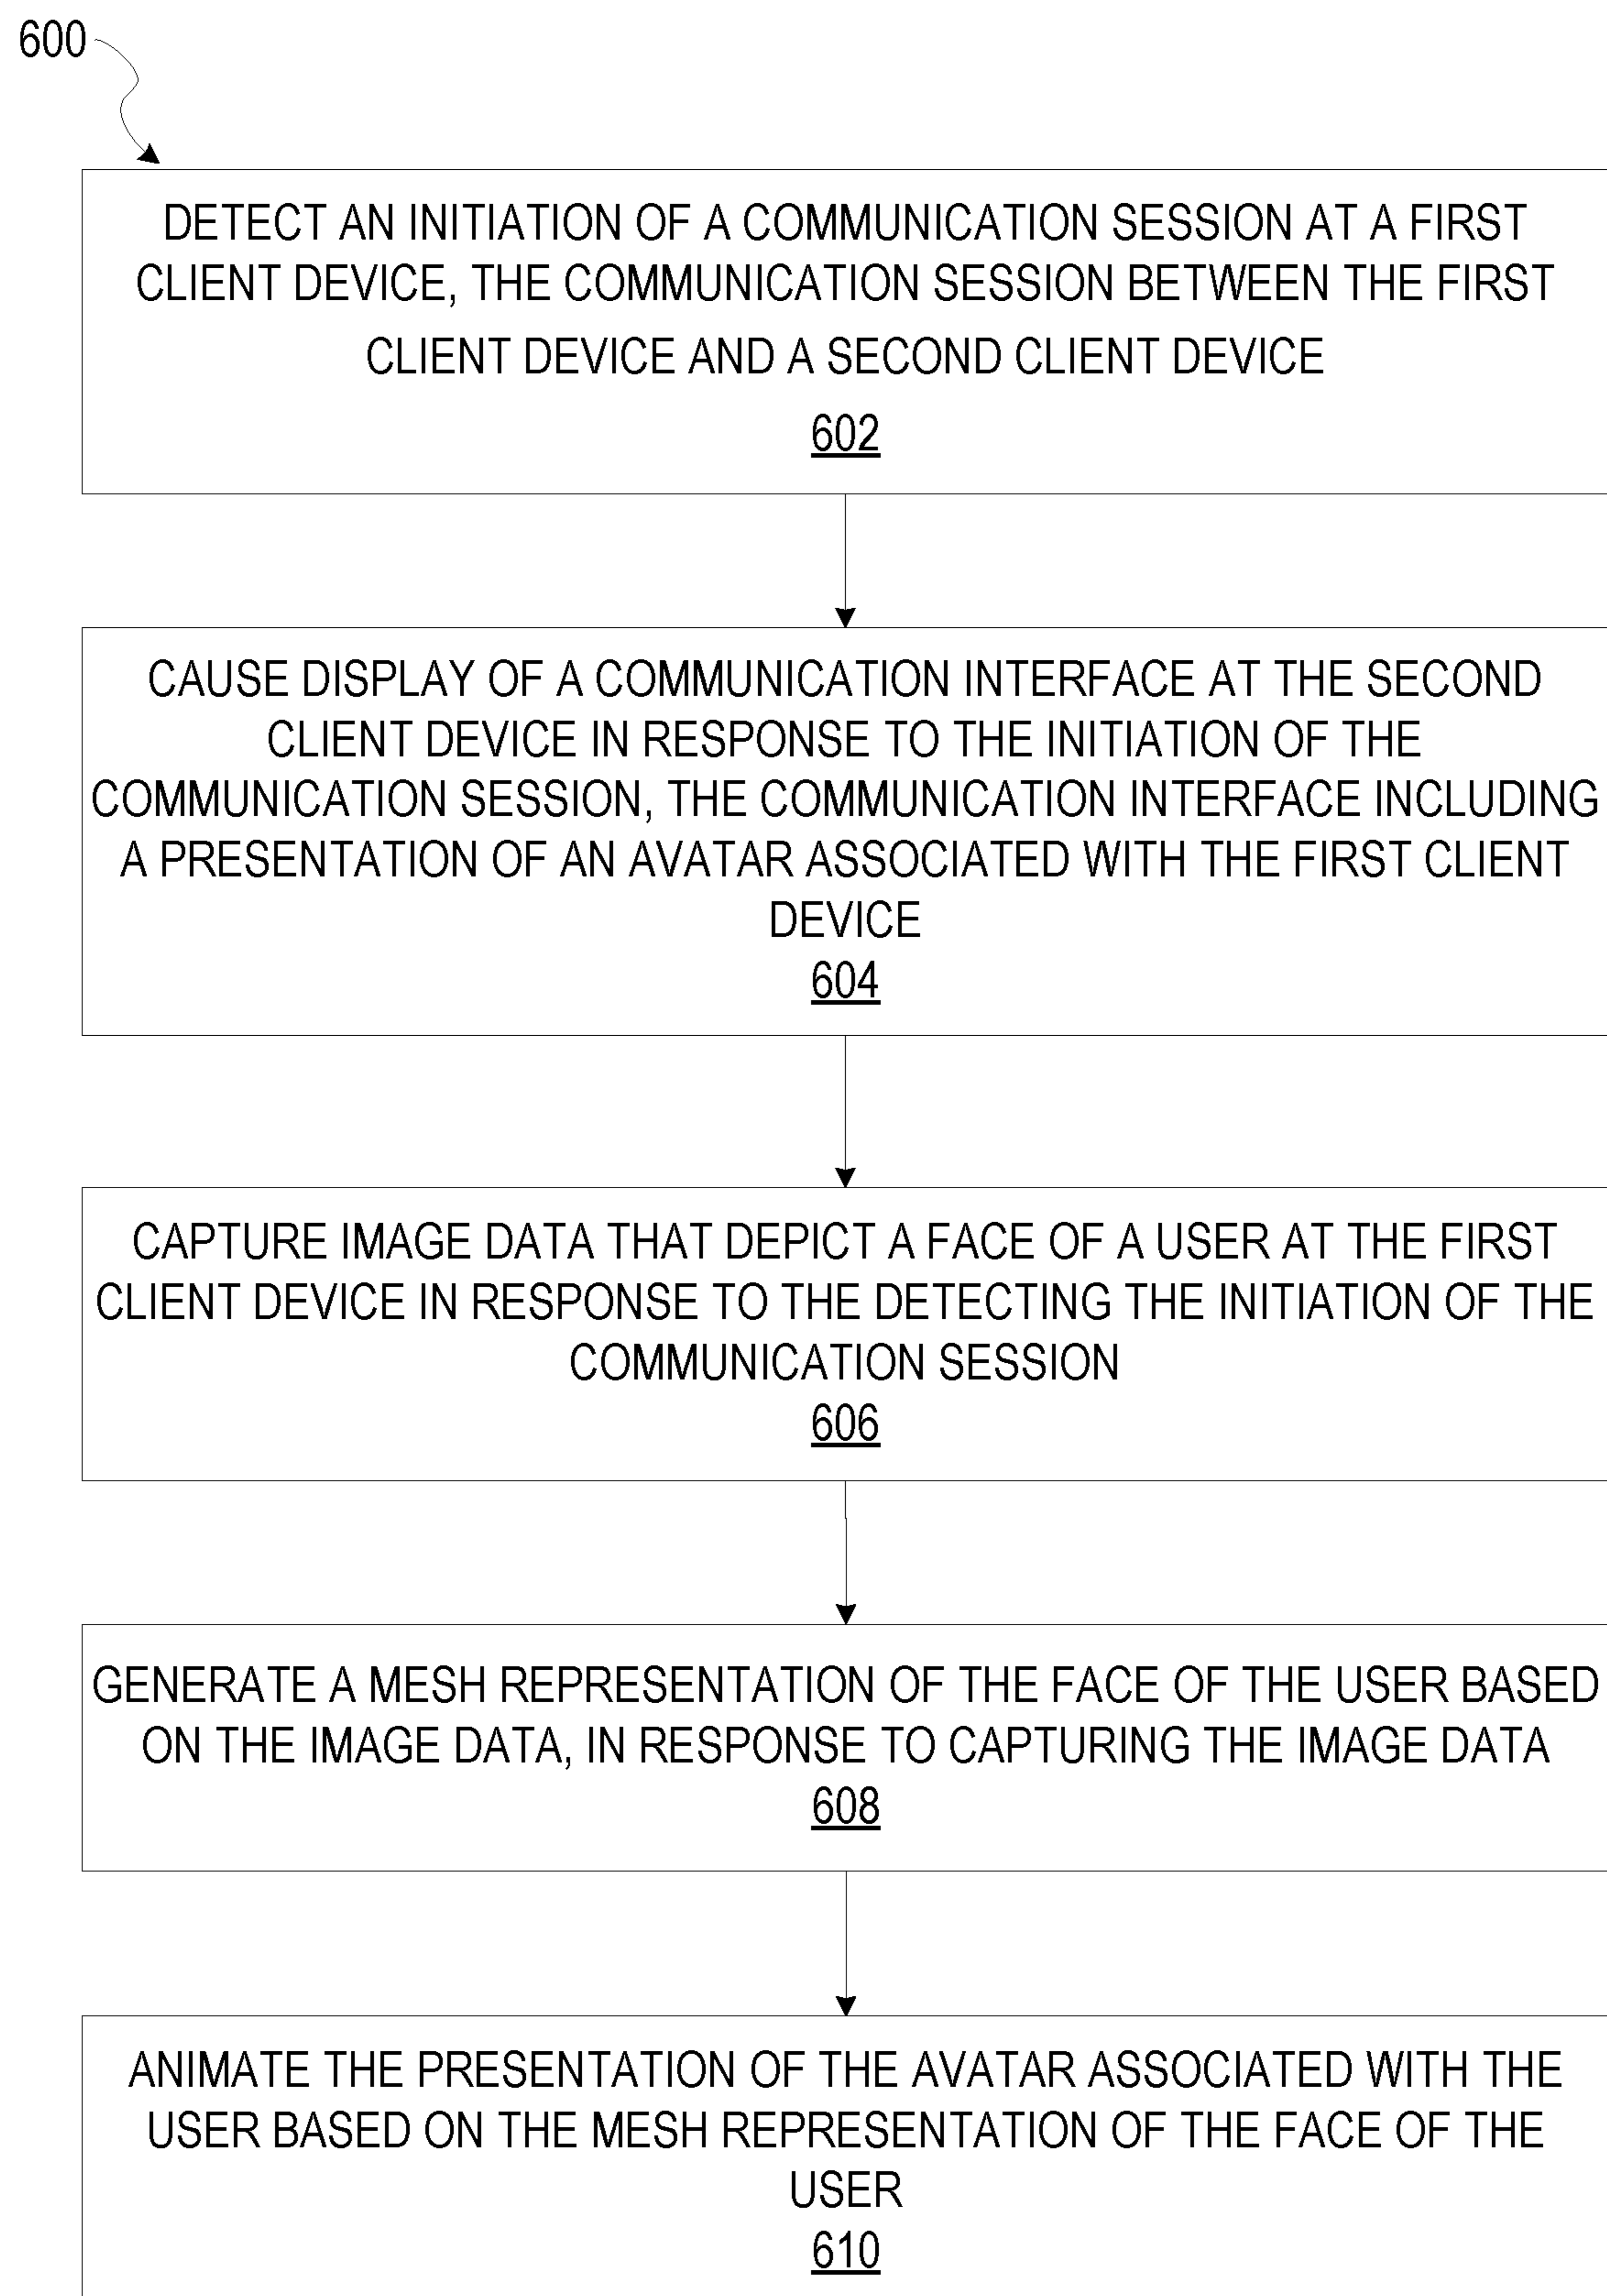 600
DETECT AN INITIATION OF A COMMUNICATION SESSION AT A FIRST
CLIENT DEVICE, THE COMMUNICATION SESSION BETWEEN THE FIRST
CLIENT DEVICE AND A SECOND CLIENT DEVICE
602
CAUSE DISPLAY OF A COMMUNICATION INTERFACE AT THE SECOND
CLIENT DEVICE IN RESPONSE TO THE INITIATION OF THE
COMMUNICATION SESSION, THE COMMUNICATION INTERFACE INCLUDING
A PRESENTATION OF AN AVATAR ASSOCIATED WITH THE FIRST CLIENT
DEVICE
604
CAPTURE IMAGE DATA THAT DEPICT A FACE OF A USER AT THE FIRST
CLIENT DEVICE IN RESPONSE TO THE DETECTING THE INITIATION OF THE
COMMUNICATION SESSION
606
GENERATE A MESH REPRESENTATION OF THE FACE OF THE USER BASED
ON THE IMAGE DATA, IN RESPONSE TO CAPTURING THE IMAGE DATA
608
ANIMATE THE PRESENTATION OF THE AVATAR ASSOCIATED WITH THE
USER BASED ON THE MESH REPRESENTATION OF THE FACE OF THE
USER
610